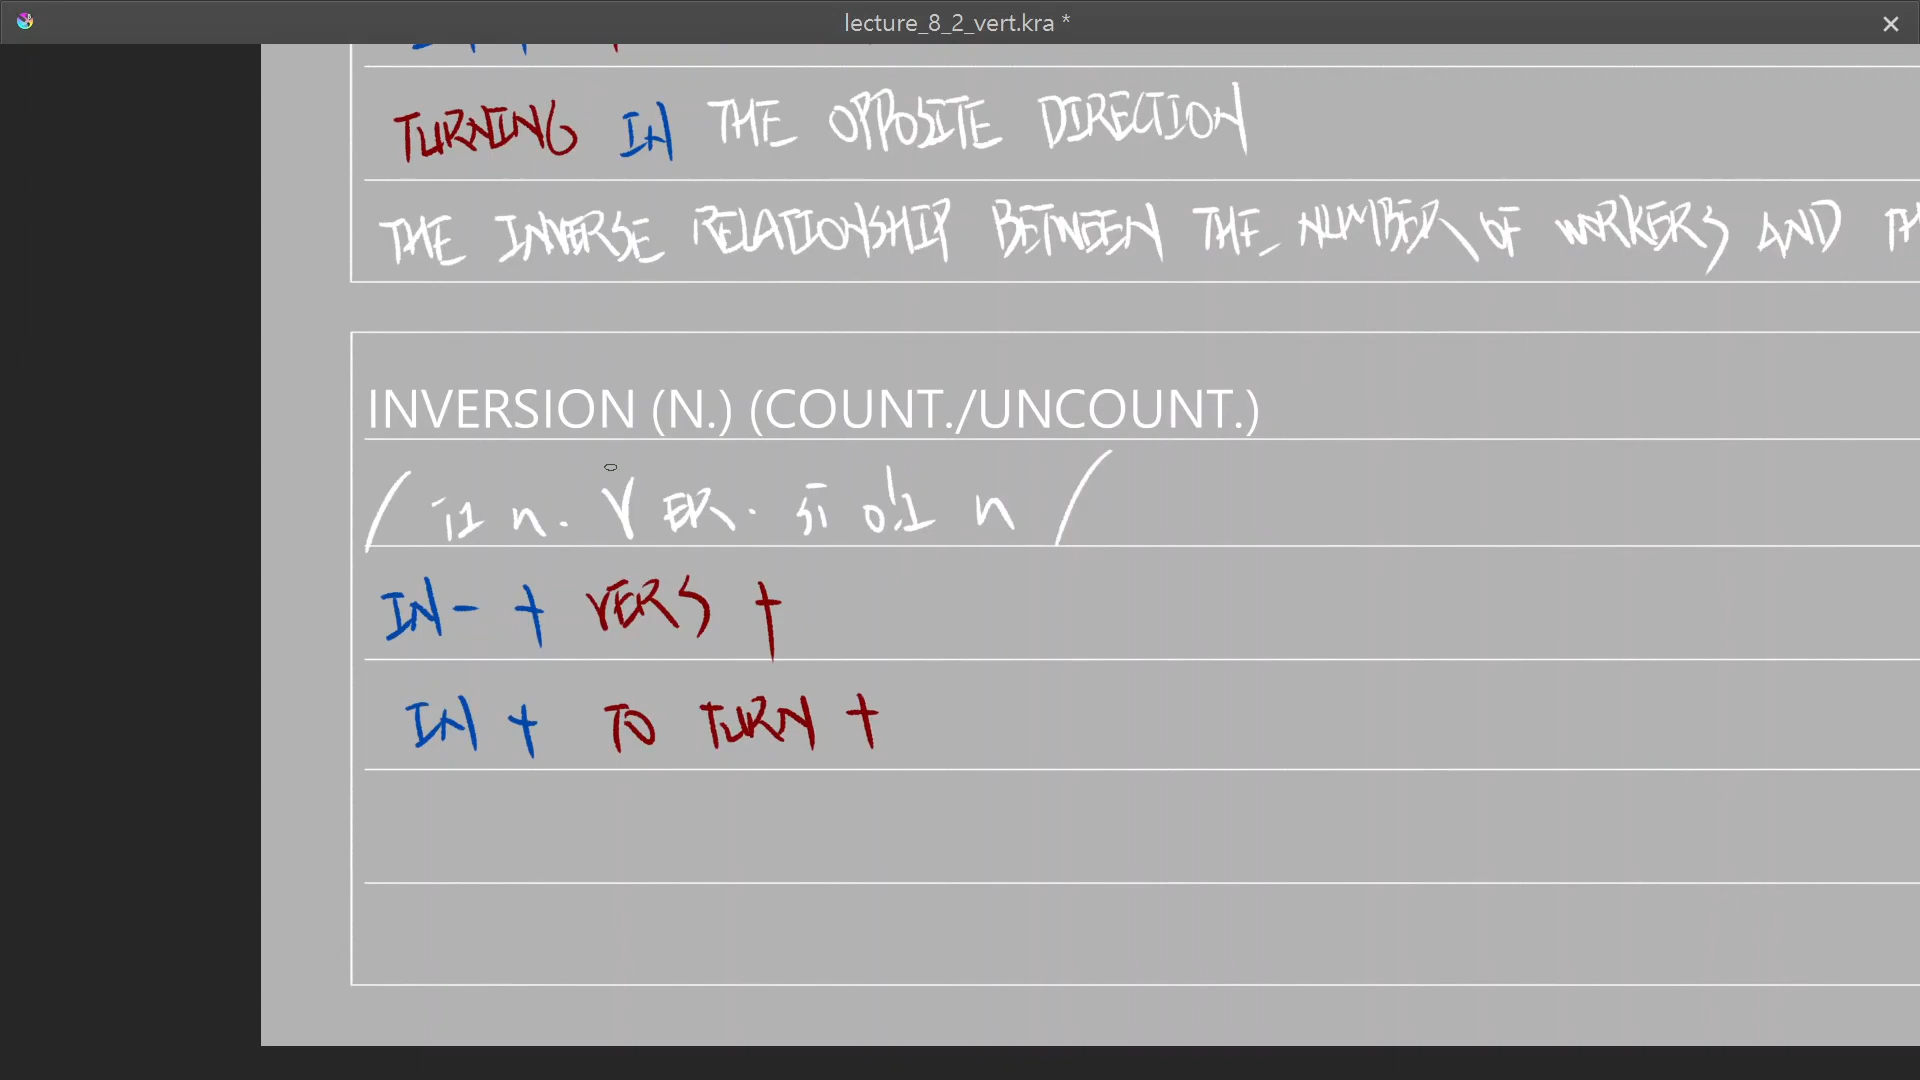 lecture_8_2_vert.kra *
TURNING IN THE OPPOSITE DIRECTION
THE INVERSE RELATIONSHIP BETWEEN THE NUMBER OF WORKERS AND
INVERSION (N.) (COUNT./UNCOUNT.)
IN- + VERS +
IN + TO TURN +